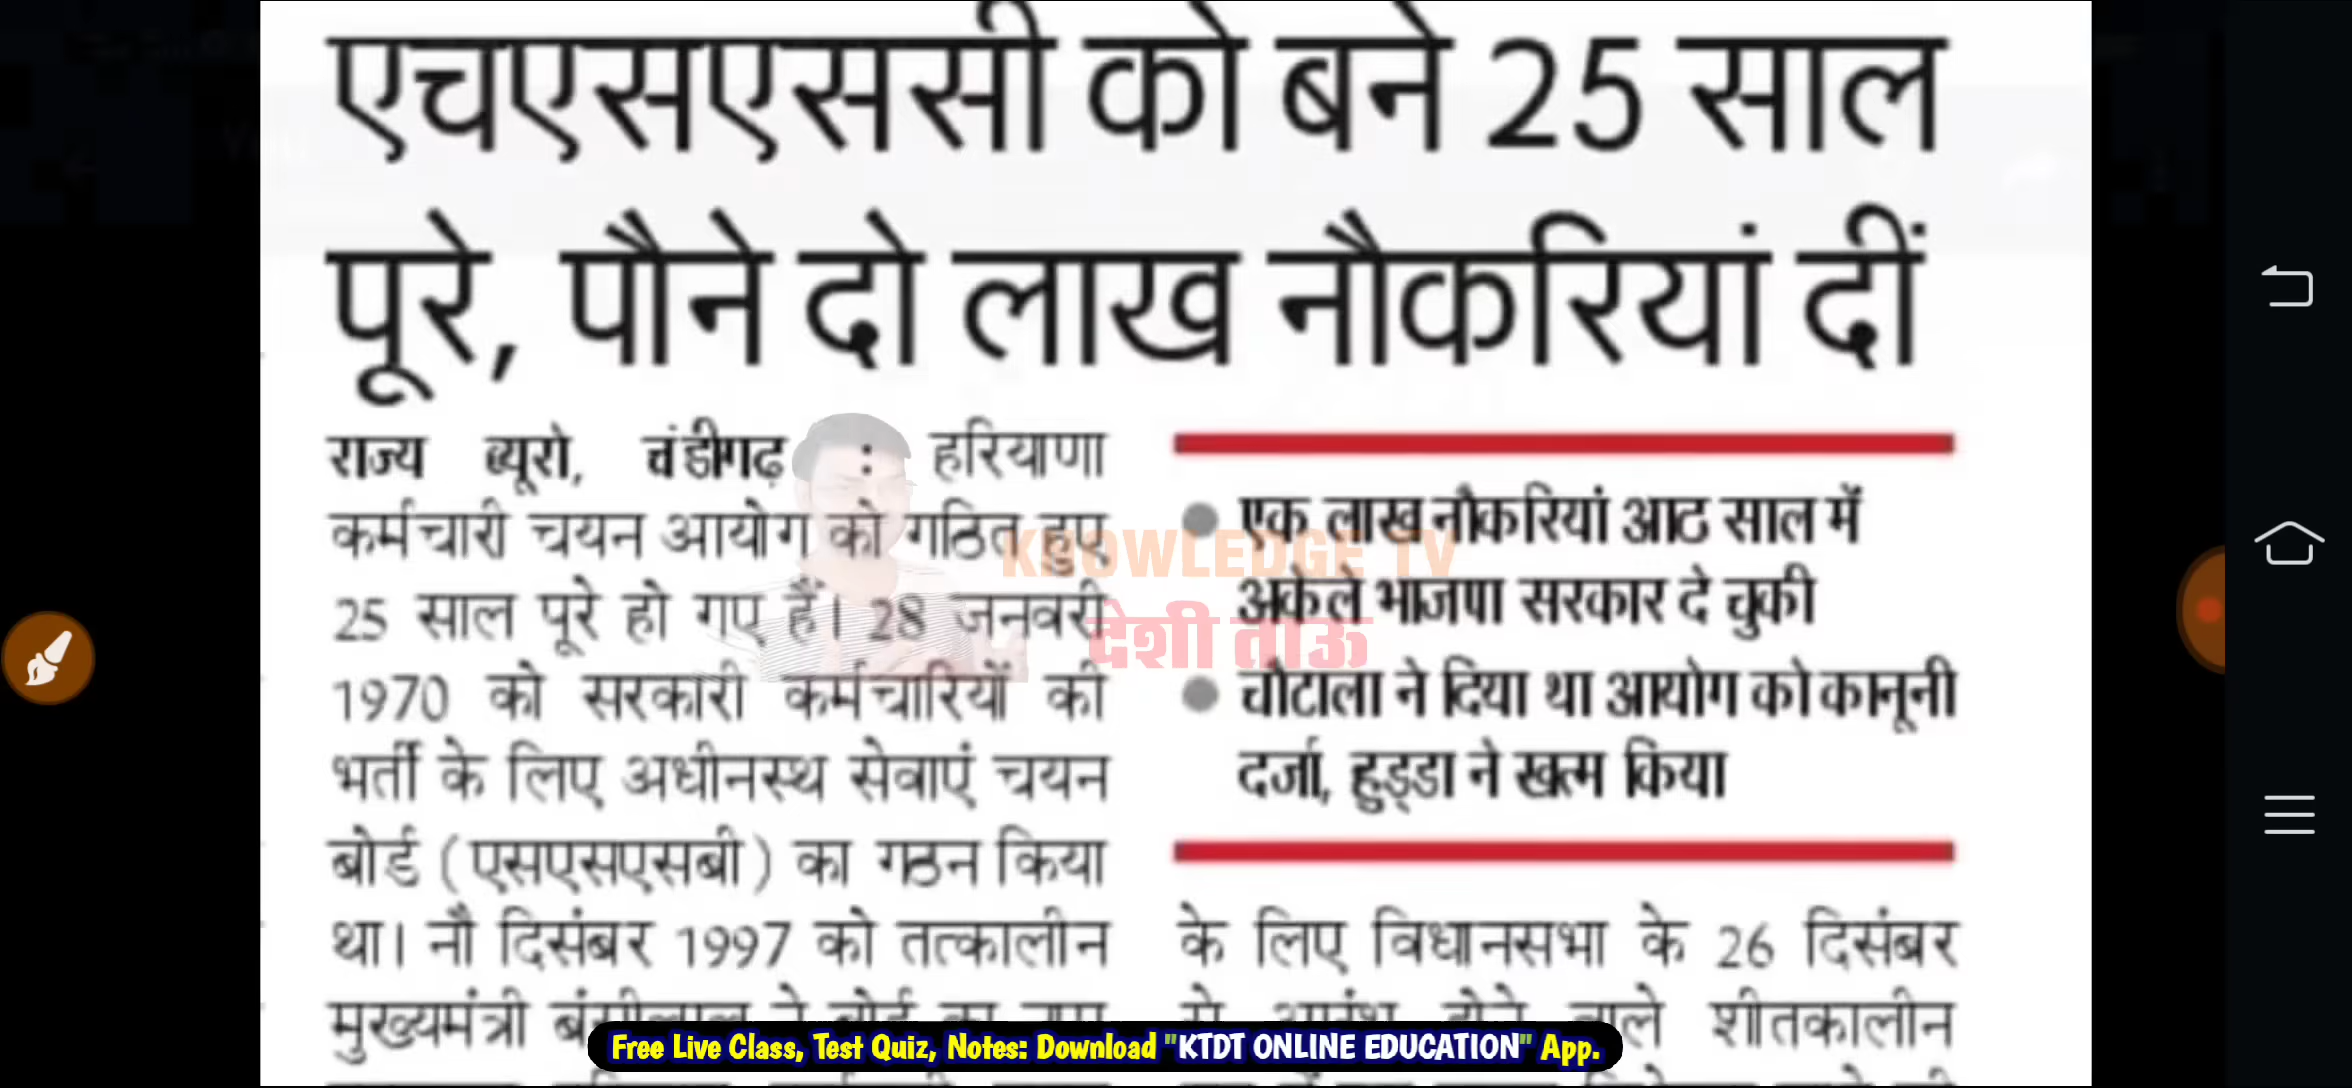 एचएसएससी को बने 25 साल
पूरे, पौने दो लाख नौकरियां दीं
राज्य ब्यूरो, चंडीगढ़ : हरियाणा
कर्मचारी चयन आयोग को गठित हुए
25 साल पूरे हो गए हैं। 28 जनवरी
1970 को सरकारी कर्मचारियों की
भर्ती के लिए अधीनस्थ सेवाएं चयन
बोर्ड (एसएसएसबी) का गठन किया
था। नौ दिसंबर 1997 को तत्कालीन
मुख्यमंत्री बंसीलाल ने बोर्ड का नाम
एक लाख नौकरियां आठ साल में
अकेले भाजपा सरकार दे चुकी
चौटाला ने दिया था आयोग को कानूनी
दर्जा, हुड्डा ने खत्म किया
के लिए विधानसभा के 26 दिसंबर
से आरंभ होने वाले शीतकालीन
KNOWLEDGE TV
देशी ताऊ
Free Live Class, Test Quiz, Notes: Download "KTDT ONLINE EDUCATION" App.